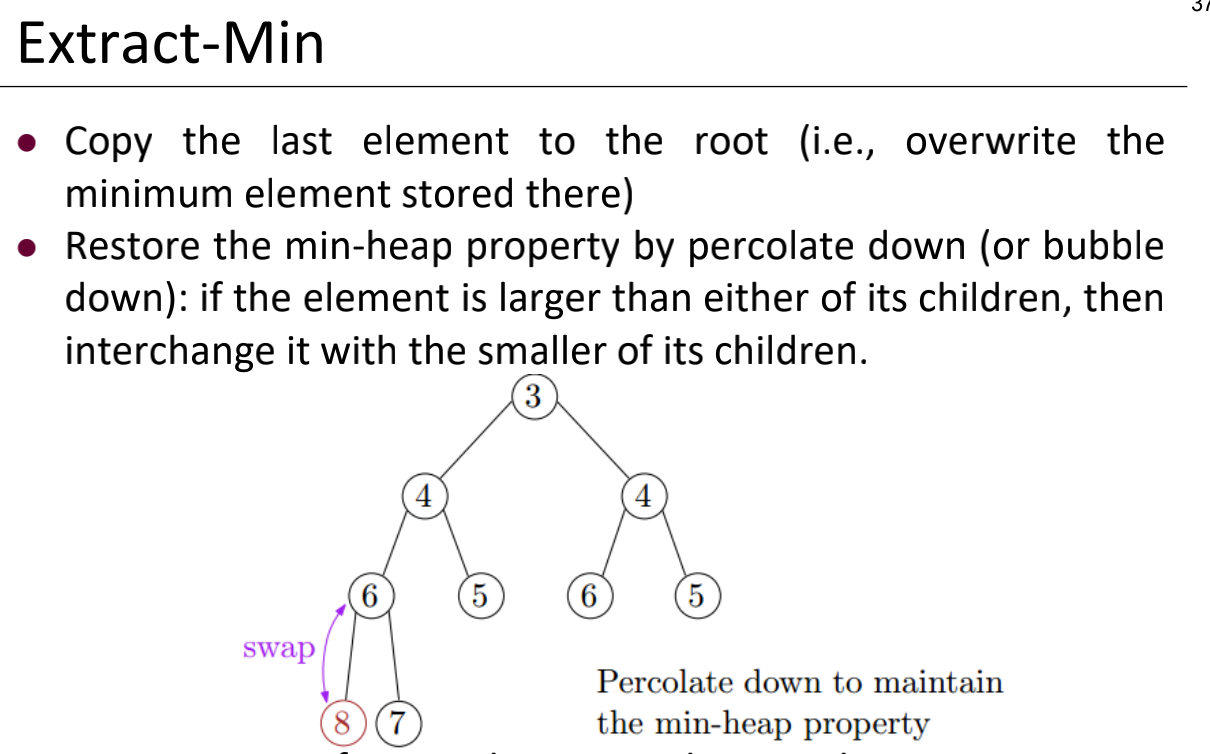 37
Extract-Min
● Copy the last element to the root (i.e., overwrite the
minimum element stored there)
● Restore the min-heap property by percolate down (or bubble
down): if the element is larger than either of its children, then
interchange it with the smaller of its children.
3
4 4
6 5 6 5
swap
8 7
Percolate down to maintain
the min-heap property